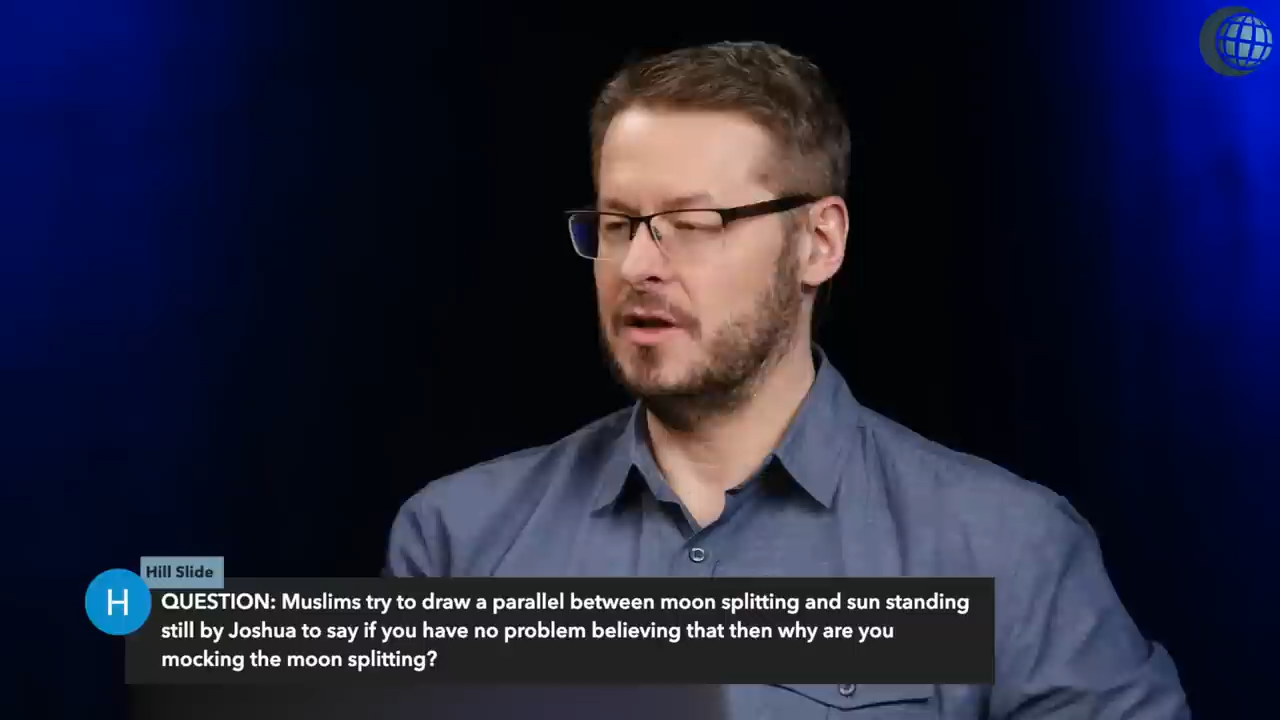 Hill Slide
H
QUESTION: Muslims try to draw a parallel between moon splitting and sun standing
still by Joshua to say if you have no problem believing that then why are you
mocking the moon splitting?